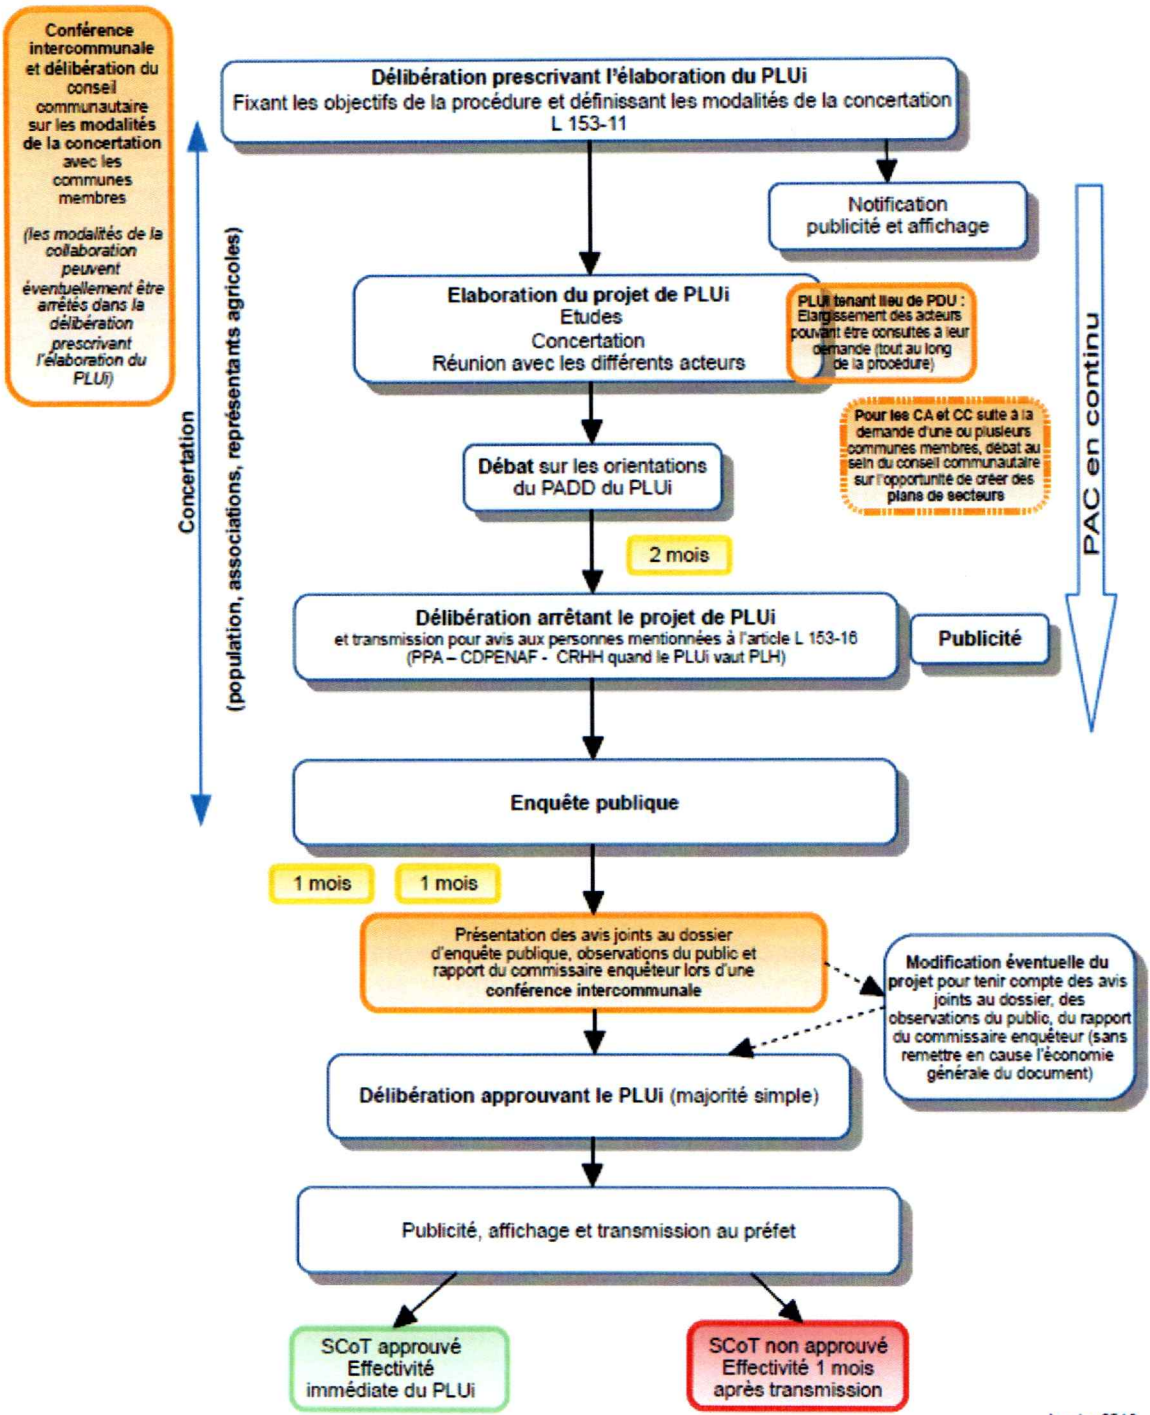 Conférence
intercommunale
et délibération du
conseil
communautaire
sur les modalités
de la concertation
avec les
communes
membres
(les modalités de la
collaboration
peuvent
éventuellement être
arrêtés dans la
délibération
prescrivant
l'élaboration du
PLUi)
Délibération prescrivant l'élaboration du PLUi
Fixant les objectifs de la procédure et définissant les modalités de la concertation
L 153-11
Notification
publicité et affichage
Concertation
(population, associations, représentants agricoles)
PAC en continu
Elaboration du projet de PLUi
Etudes
Concertation
Réunion avec les différents acteurs
PLUi tenant lieu de PDU :
Elargissement des acteurs
pouvant être consultés à leur
demande (tout au long
de la procédure)
Pour les CA et CC suite à la
demande d'une ou plusieurs
communes membres, débat au
sein du conseil communautaire
sur l'opportunité de créer des
plans de secteurs
Débat sur les orientations
du PADD du PLUi
2 mois
Délibération arrêtant le projet de PLUi
et transmission pour avis aux personnes mentionnées à l'article L 153-16
(PPA – CDPENAF - CRHH quand le PLUi vaut PLH)
Publicité
Enquête publique
1 mois
1 mois
Présentation des avis joints au dossier
d'enquête publique, observations du public et
rapport du commissaire enquêteur lors d'une
conférence intercommunale
Modification éventuelle du
projet pour tenir compte des avis
joints au dossier, des
observations du public, du rapport
du commissaire enquêteur (sans
remettre en cause l'économie
générale du document)
Délibération approuvant le PLUi (majorité simple)
Publicité, affichage et transmission au préfet
SCoT approuvé
Effectivité
immédiate du PLUi
SCoT non approuvé
Effectivité 1 mois
après transmission